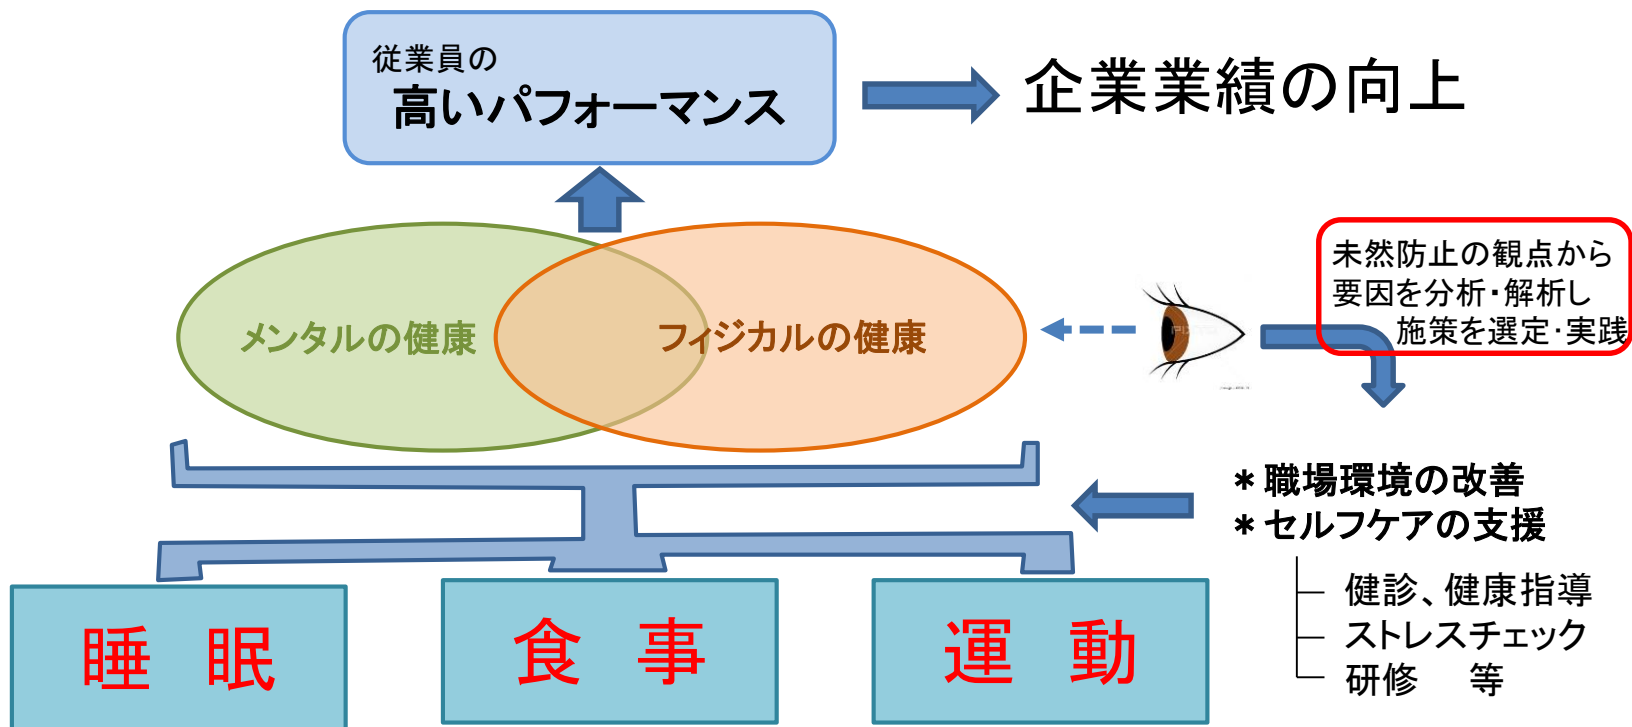 従業員の
高いパフォーマンス
企業業績の向上
メンタルの健康
フィジカルの健康
未然防止の観点から
要因を分析・解析し
施策を選定・実践
＊職場環境の改善
＊セルフケアの支援
健診、健康指導
ストレスチェック
研修　等
睡　眠
食　事
運　動